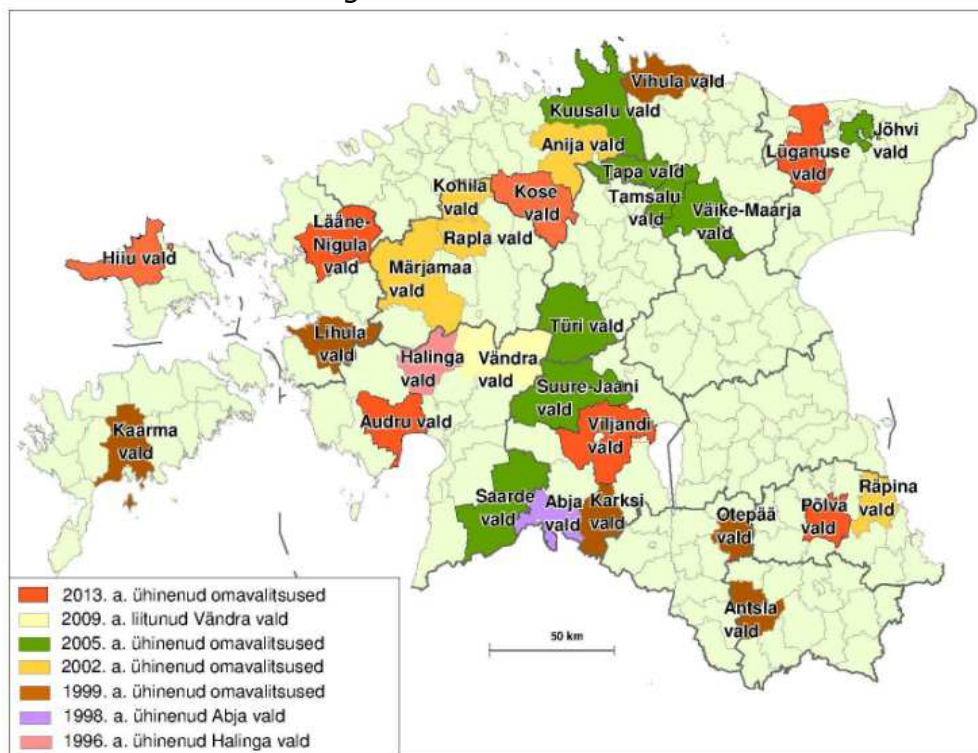 Vihula vald
Kuusalu vald
Anija vald
Jõhvi
vald
Lüganuse
vald
Tapa vald
Kohila
vald
Kose
vald
Tamsalu
vald
Väike-Maarja
vald
Lääne-
Nigula
vald
Rapla vald
Hiiu vald
Märjamaa
vald
Türi vald
Lihula
vald
Halinga
vald
Vändra
vald
Suure-Jaani
vald
Audru vald
Viljandi
vald
Kaarma
vald
Saarde
vald
Abja
vald
Karksi
vald
Otepää
vald
Põlva
vald
Räpina
vald
Antsla
vald
50 km
2013. a. ühinenud omavalitsused
2009. a. liitunud Vändra vald
2005. a. ühinenud omavalitsused
2002. a. ühinenud omavalitsused
1999. a. ühinenud omavalitsused
1998. a. ühinenud Abja vald
1996. a. ühinenud Halinga vald